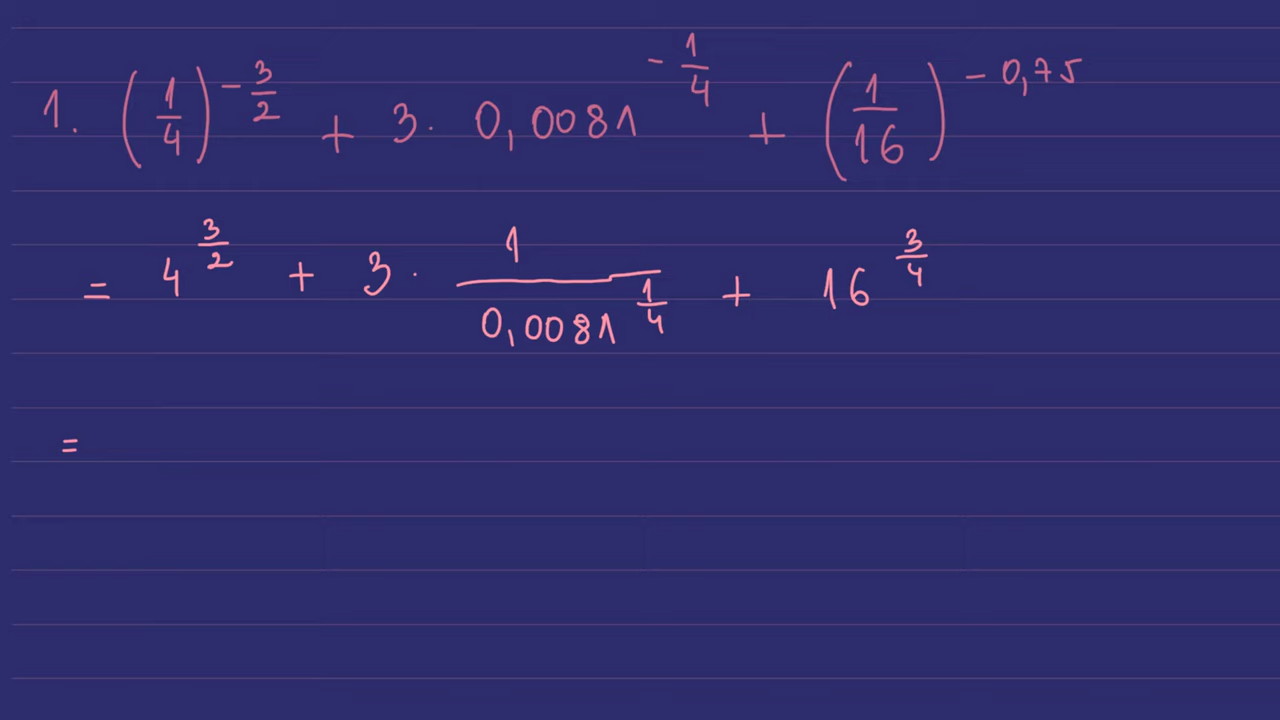 1. (1/4)^{-3/2} + 3 · 0,0081^{-1/4} + (1/16)^{-0,75}
= 4^{3/2} + 3 · 1/0,0081^{1/4} + 16^{3/4}
=